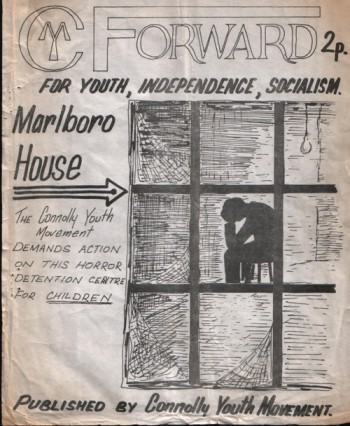 CYM FORWARD 2p.
FOR YOUTH, INDEPENDENCE, SOCIALISM.
Marlboro
House
The Connolly Youth
Movement
DEMANDS ACTION
ON THIS HORROR
DETENTION CENTRE
FOR CHILDREN
PUBLISHED BY Connolly Youth MOVEMENT.